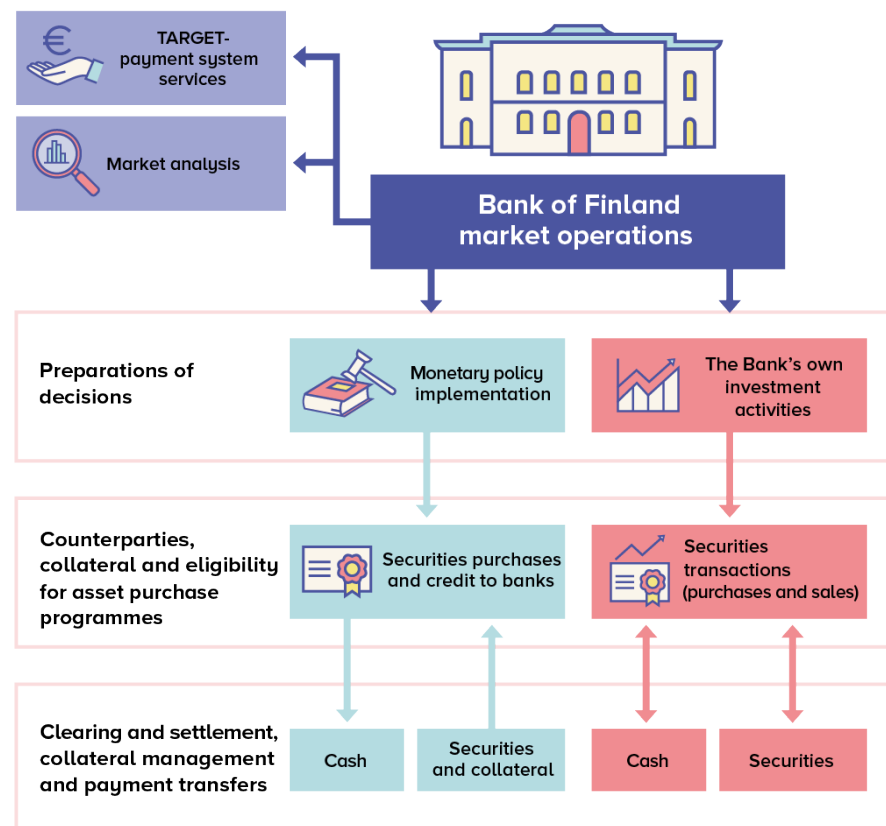 TARGET-
payment system
services
Market analysis
Bank of Finland
market operations
Preparations of
decisions
Monetary policy
implementation
The Bank's own
investment
activities
Counterparties,
collateral and eligibility
for asset purchase
programmes
Securities purchases
and credit to banks
Securities
transactions
(purchases and sales)
Clearing and settlement,
collateral management
and payment transfers
Cash
Securities
and collateral
Cash
Securities